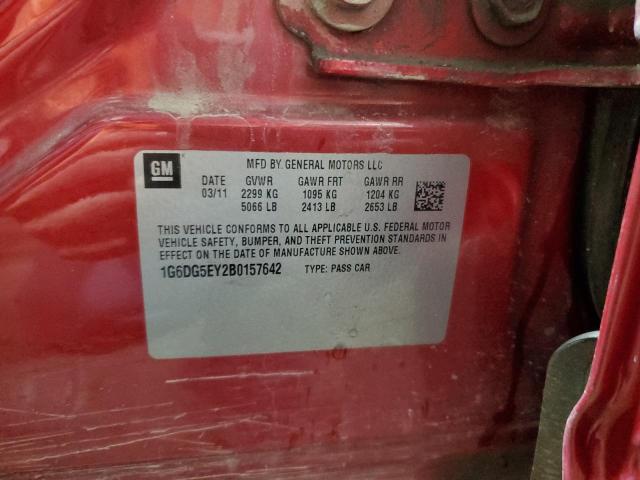 GM
MFD BY GENERAL MOTORS LLC
DATE GVWR GAWR FRT GAWR RR
03/11 2299 KG 1095 KG 1204 KG
5066 LB 2413 LB 2653 LB
THIS VEHICLE CONFORMS TO ALL APPLICABLE U.S. FEDERAL MOTOR
VEHICLE SAFETY, BUMPER, AND THEFT PREVENTION STANDARDS IN
EFFECT ON THE DATE OF MANUFACTURE SHOWN ABOVE.
1G6DG5EY2B0157642 TYPE: PASS CAR